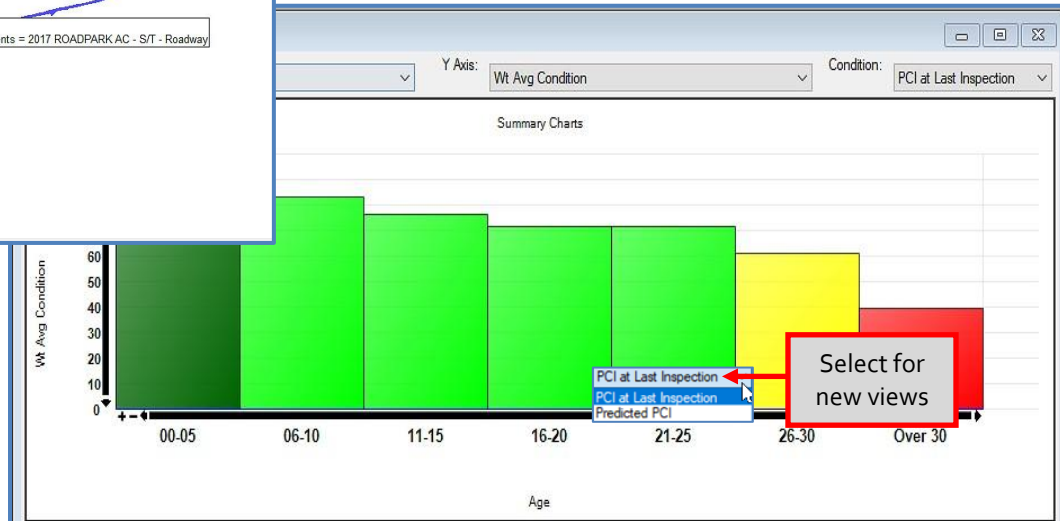 nts = 2017 ROADPARK AC - S/T - Roadway
Y Axis:
Wt Avg Condition
Condition:
PCI at Last Inspection
Summary Charts
Wt Avg Condition
60
50
40
30
20
10
0
PCI at Last Inspection
PCI at Last Inspection
Predicted PCI
Select for
new views
00-05 06-10 11-15 16-20 21-25 26-30 Over 30
Age